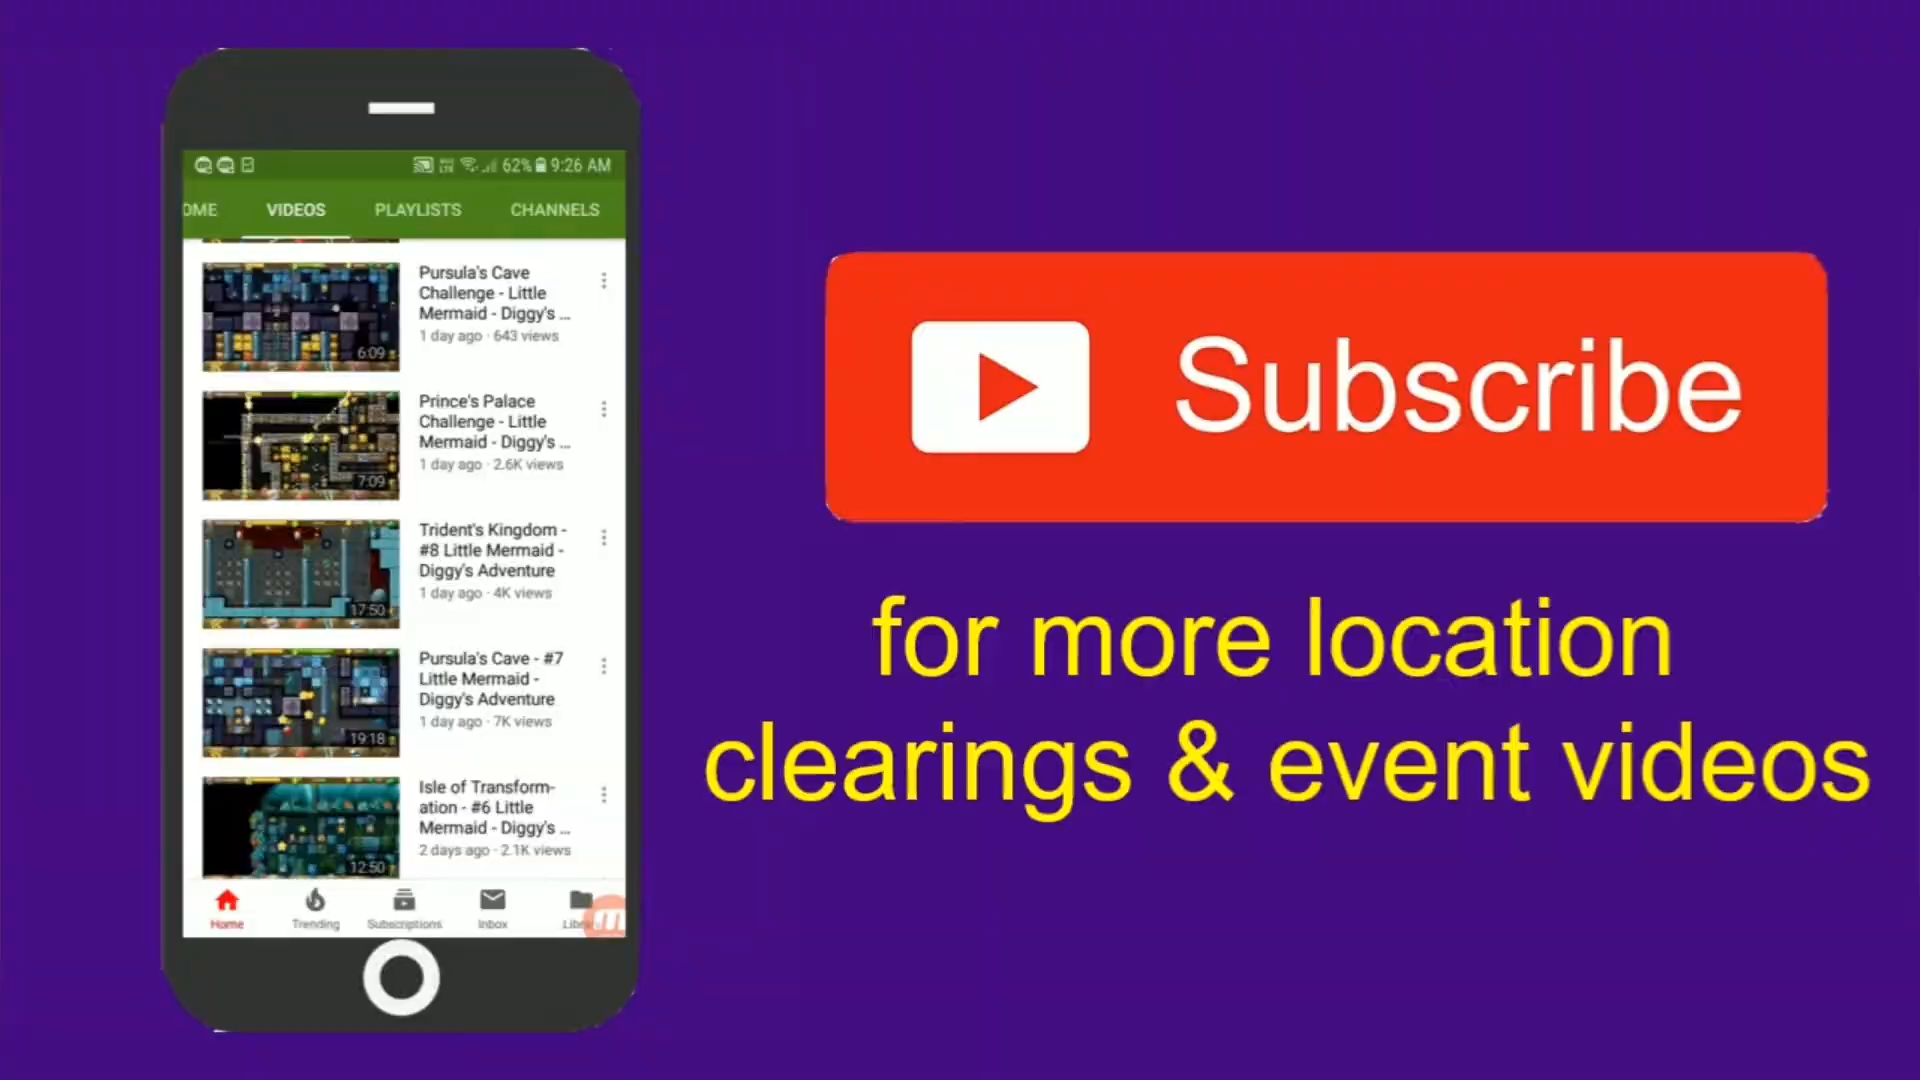 62% 9:26 AM
OME VIDEOS PLAYLISTS CHANNELS
Pursula's Cave
Challenge - Little
Mermaid - Diggy's ...
1 day ago · 643 views
6:09
Prince's Palace
Challenge - Little
Mermaid - Diggy's ...
1 day ago · 2.6K views
7:09
Trident's Kingdom -
#8 Little Mermaid -
Diggy's Adventure
1 day ago · 4K views
17:50
Pursula's Cave - #7
Little Mermaid -
Diggy's Adventure
1 day ago · 7K views
19:18
Isle of Transform-
ation - #6 Little
Mermaid - Diggy's ...
2 days ago · 2.1K views
12:50
Home Trending Subscriptions Inbox
Subscribe
for more location
clearings & event videos